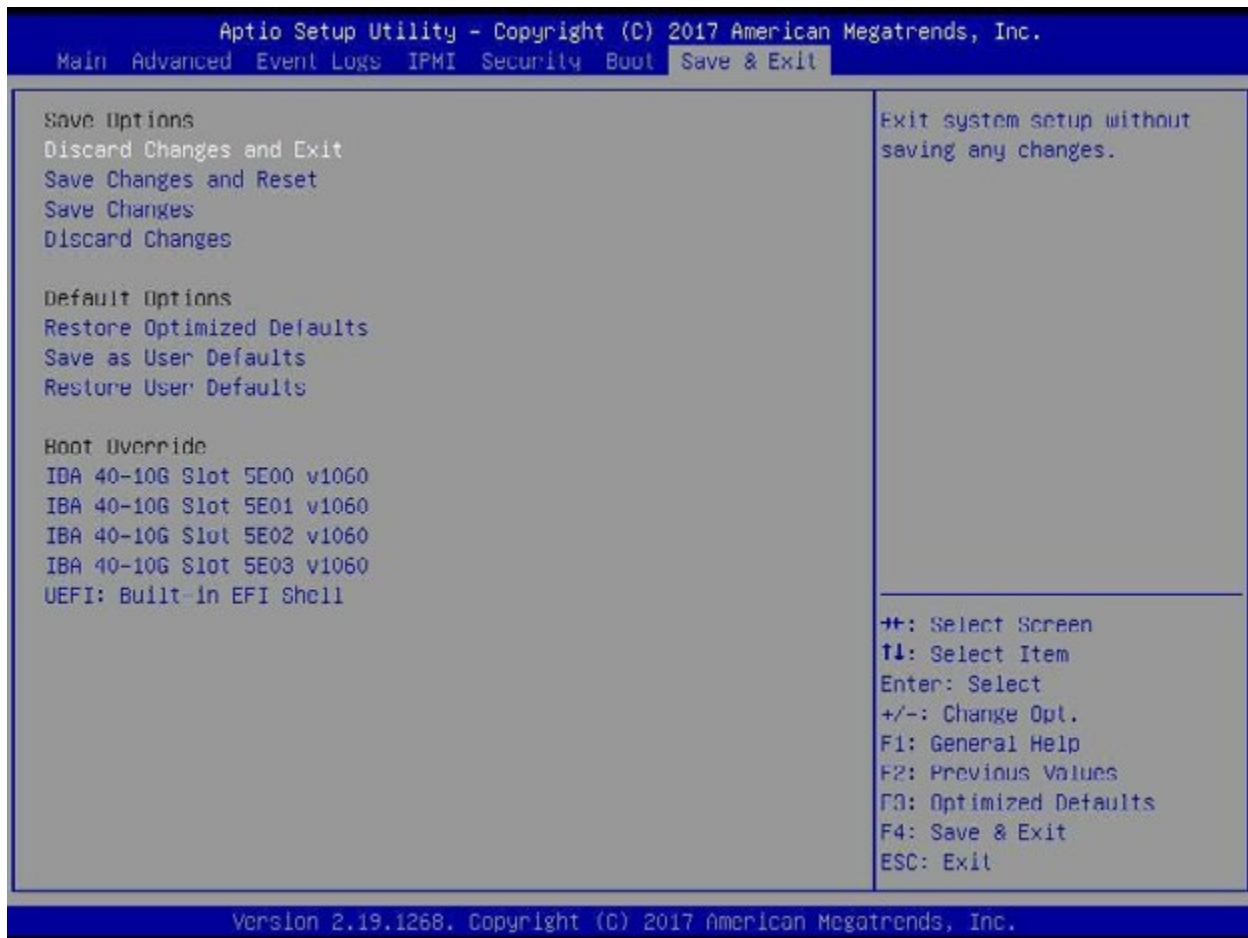 Aptio Setup Utility – Copyright (C) 2017 American Megatrends, Inc.
Main Advanced Event Logs IPMI Security Boot Save & Exit
Save Options
Discard Changes and Exit
Save Changes and Reset
Save Changes
Discard Changes
Default Options
Restore Optimized Defaults
Save as User Defaults
Restore User Defaults
Boot Override
IBA 40-10G Slot 5E00 v1060
IBA 40-10G Slot 5E01 v1060
IBA 40-10G Slot 5E02 v1060
IBA 40-10G Slot 5E03 v1060
UEFI: Built-in EFI Shell
Exit system setup without
saving any changes.
→←: Select Screen
↑↓: Select Item
Enter: Select
+/-: Change Opt.
F1: General Help
F2: Previous Values
F3: Optimized Defaults
F4: Save & Exit
ESC: Exit
Version 2.19.1268. Copyright (C) 2017 American Megatrends, Inc.